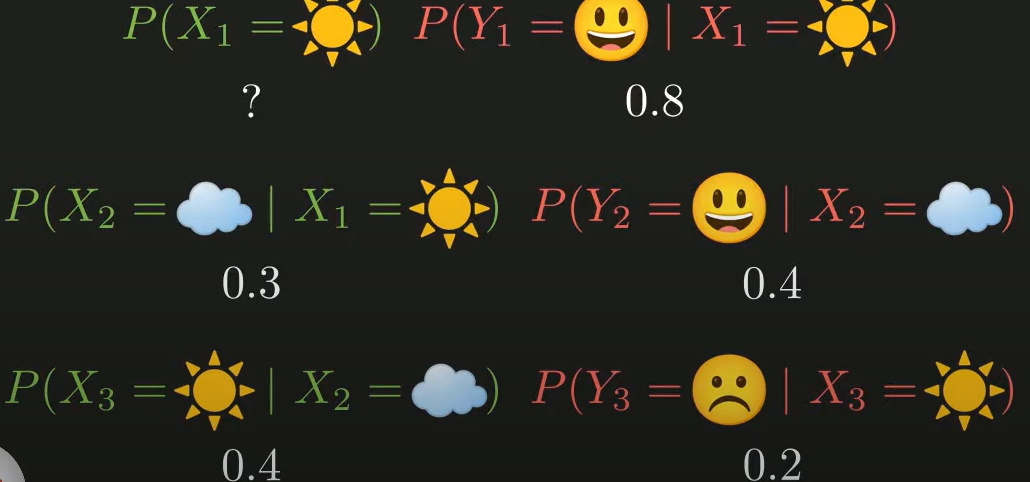 P(X₁ =☀️) P(Y₁ =😃 | X₁ =☀️)
? 0.8
P(X₂ =☁️ | X₁ =☀️) P(Y₂ =😃 | X₂ =☁️)
0.3 0.4
P(X₃ =☀️ | X₂ =☁️) P(Y₃ =☹️ | X₃ =☀️)
0.4 0.2